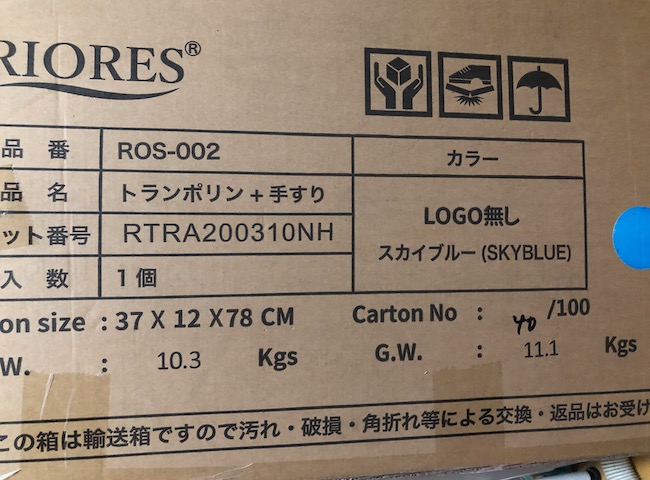 RIORES®
品 番 ROS-002 カラー
品 名 トランポリン+手すり
LOGO無し
ット番号 RTRA200310NH
スカイブルー (SKYBLUE)
入 数 1個
on size : 37 X 12 X78 CM Carton No : 40 /100
W. : 10.3 Kgs G.W. : 11.1 Kgs
この箱は輸送箱ですので汚れ・破損・角折れ等による交換・返品はお受け